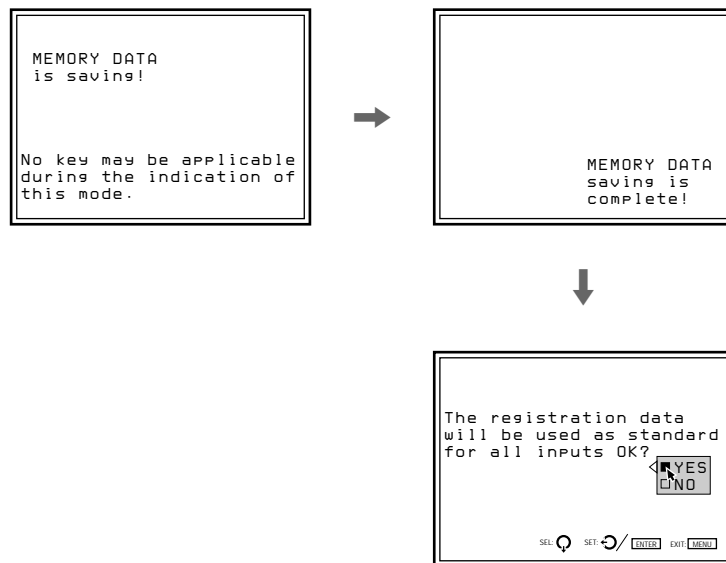 MEMORY DATA
is saving!
No key may be applicable
during the indication of
this mode.
MEMORY DATA
saving is
complete!
The registration data
will be used as standard
for all inputs OK?
YES
NO
SEL: SET: / ENTER EXIT: MENU